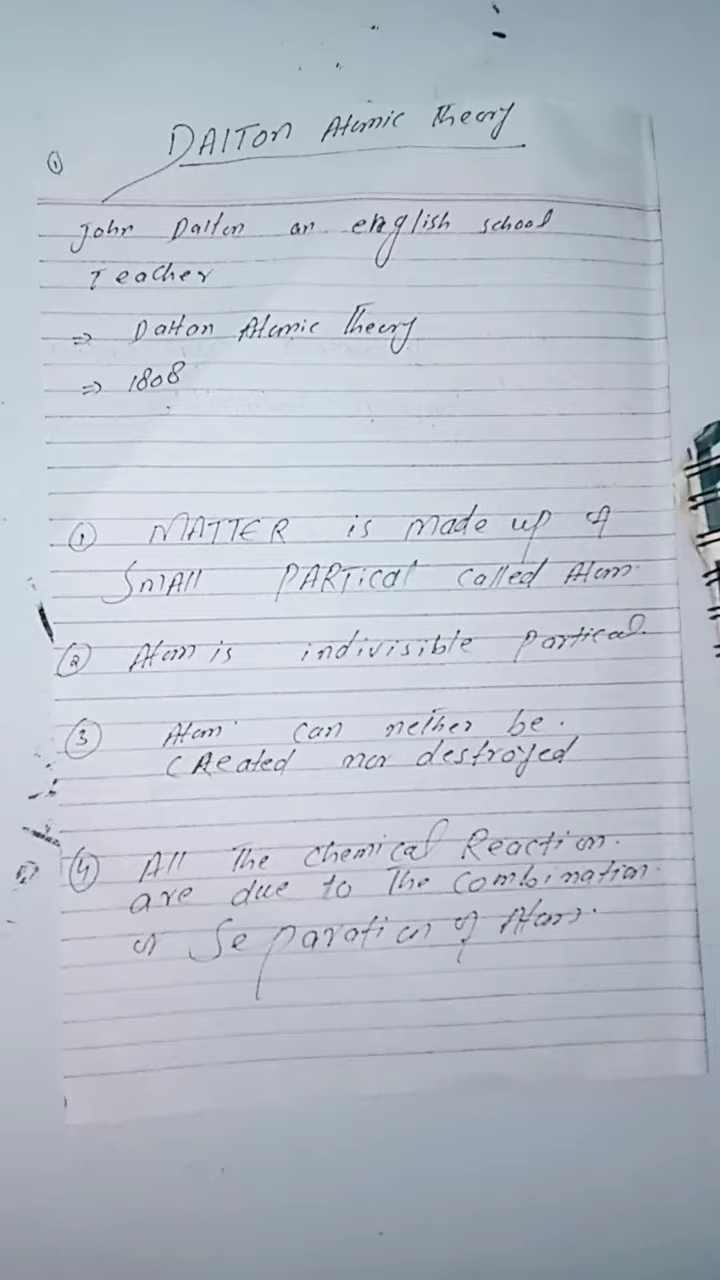 DALTON Atomic Theory
①
John Dalton an english school
Teacher
⇒ Dalton Atomic Theory
⇒ 1808
① MATTER is made up of
SMAll PARTical called Atom.
② Atom is indivisible Partical.
③ Atom can nether be.
CReated nor destroyed
④ All The Chemical Reaction.
are due to The Combination.
or Separation of Atoms.